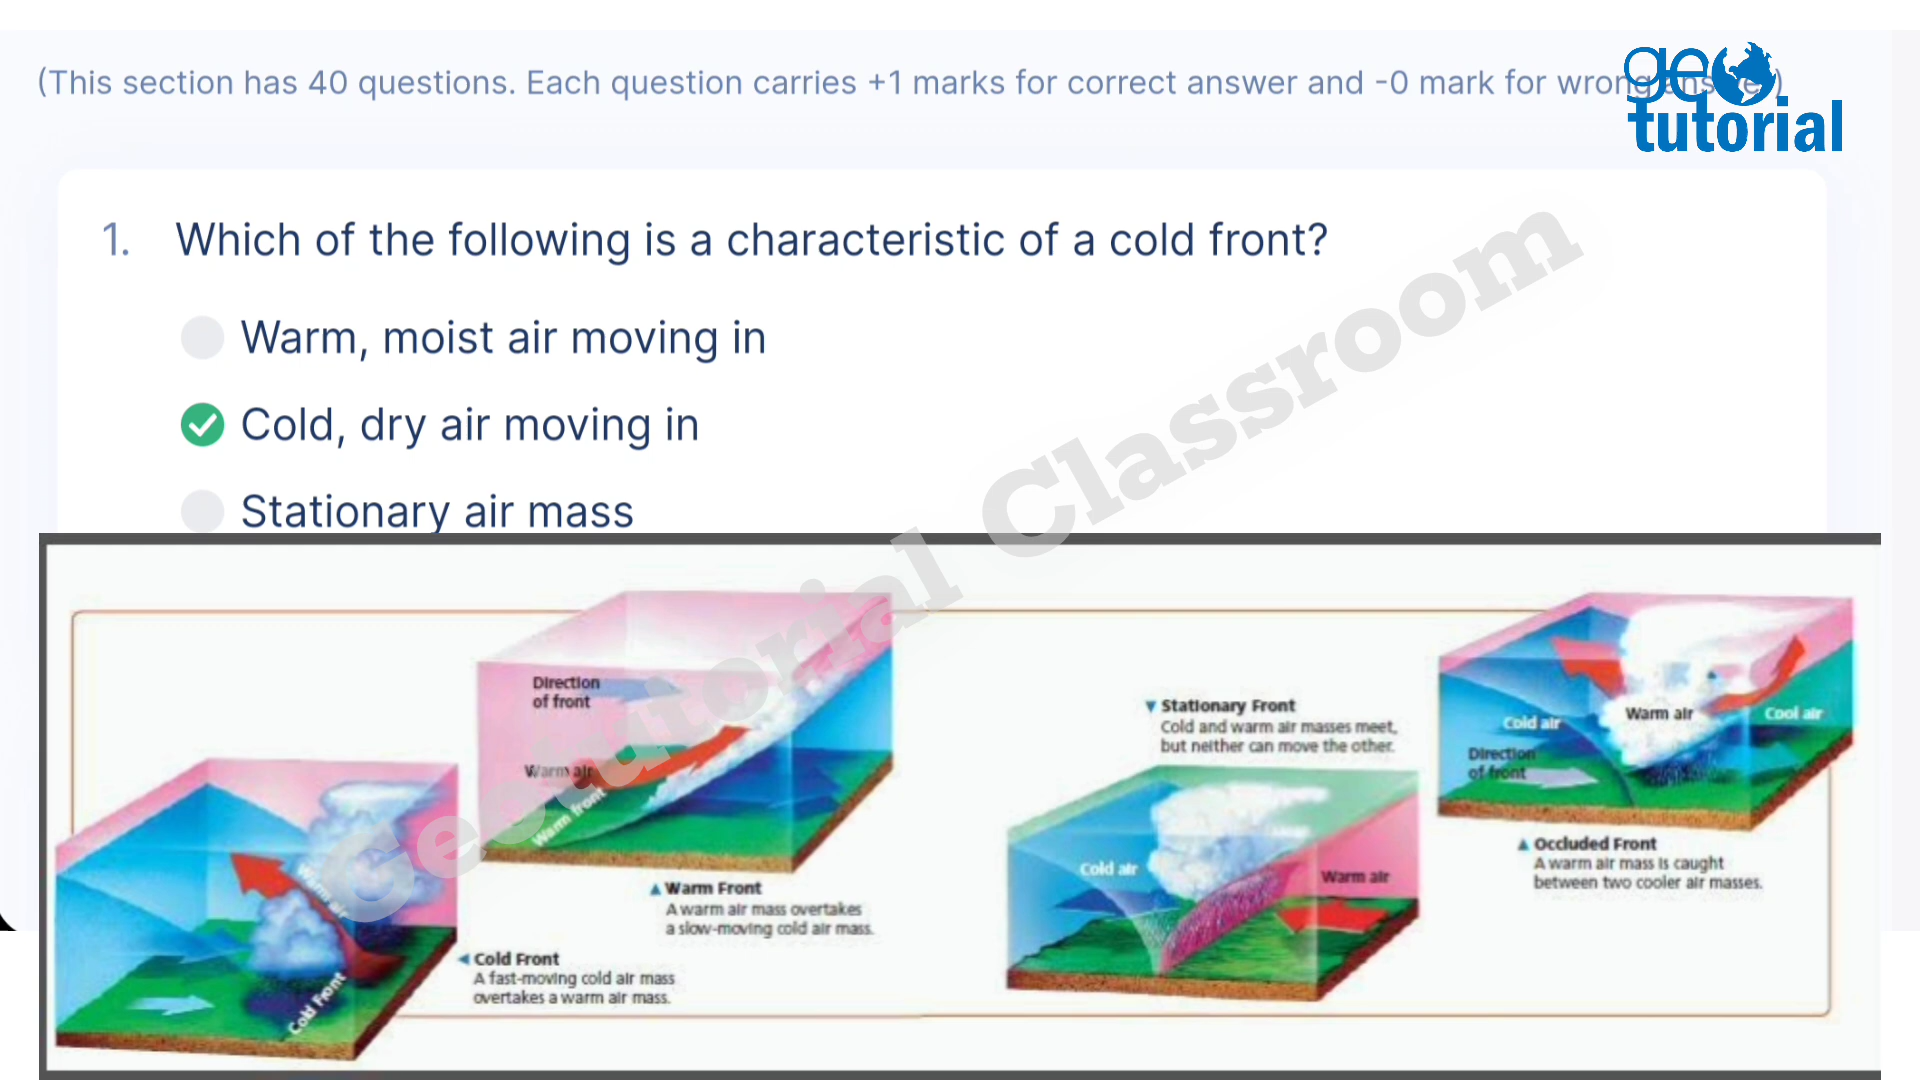 (This section has 40 questions. Each question carries +1 marks for correct answer and -0 mark for wrong
geo
tutorial
1. Which of the following is a characteristic of a cold front?
Warm, moist air moving in
Cold, dry air moving in
Stationary air mass
Geotutorial Classroom
Direction
of front
Warm air
Warm front
▲ Warm Front
A warm air mass overtakes
a slow-moving cold air mass.
Cold Front
◄ Cold Front
A fast-moving cold air mass
overtakes a warm air mass.
▼ Stationary Front
Cold and warm air masses meet,
but neither can move the other.
Cold air
Warm air
Cold air
Warm air
Cool air
Direction
of front
▲ Occluded Front
A warm air mass is caught
between two cooler air masses.